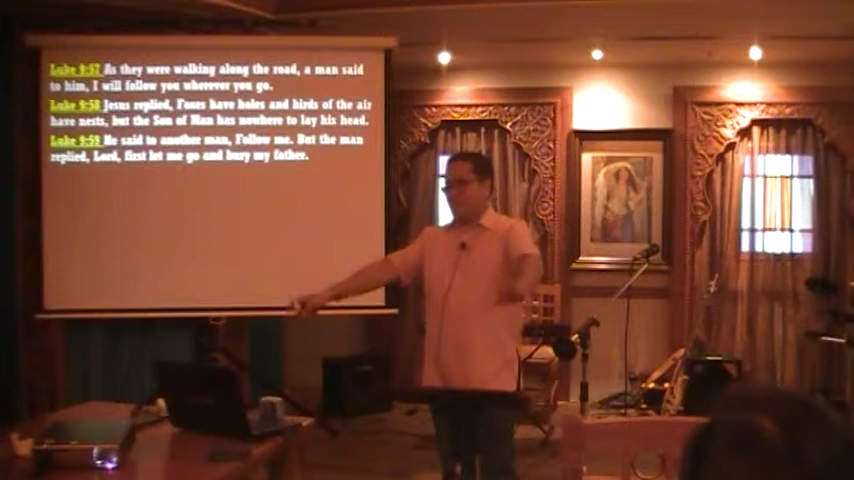 Luke 9:57 As they were walking along the road, a man said
to him, I will follow you wherever you go.
Luke 9:58 Jesus replied, Foxes have holes and birds of the air
have nests, but the Son of Man has nowhere to lay his head.
Luke 9:59 He said to another man, Follow me. But the man
replied, Lord, first let me go and bury my father.